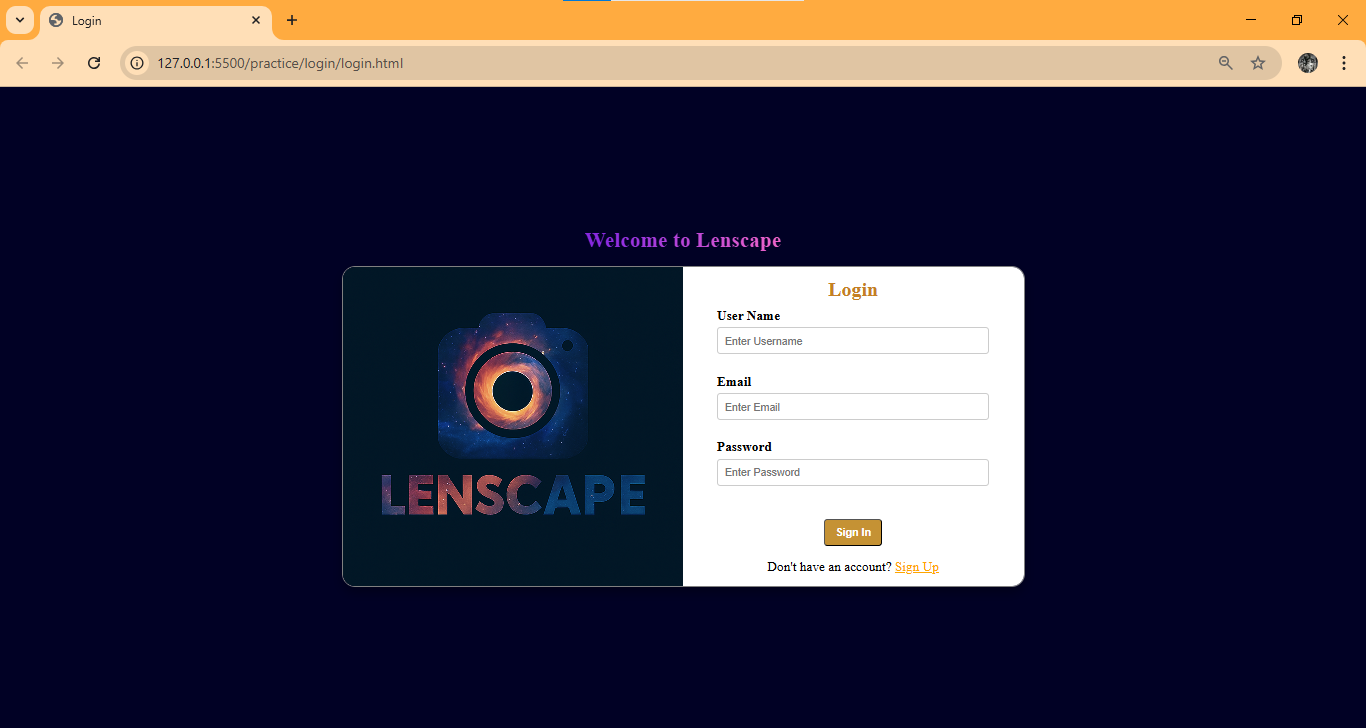 Login
127.0.0.1:5500/practice/login/login.html
Welcome to Lenscape
LENSCAPE
Login
User Name
Enter Username
Email
Enter Email
Password
Enter Password
Sign In
Don't have an account? Sign Up